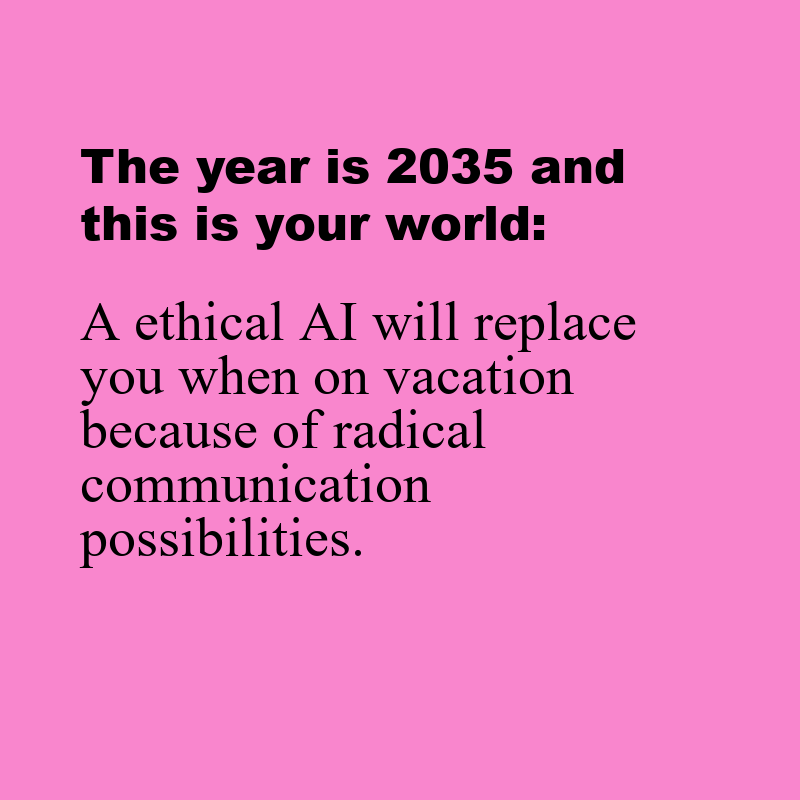 The year is 2035 and
this is your world:
A ethical AI will replace
you when on vacation
because of radical
communication
possibilities.